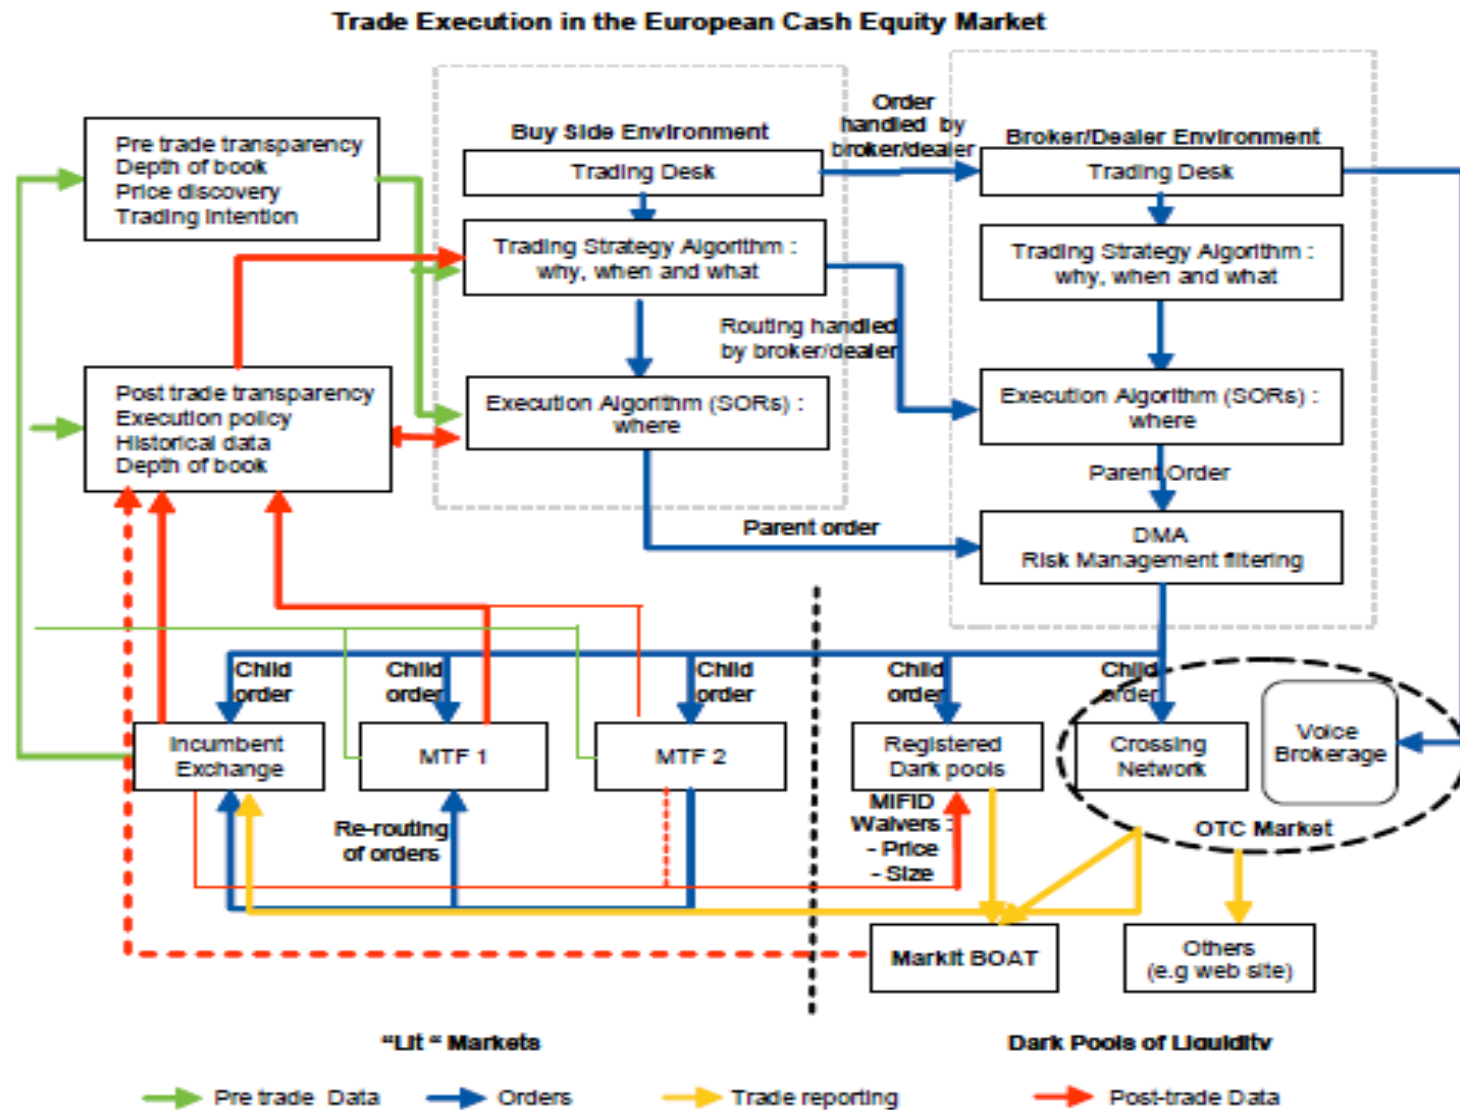 Trade Execution in the European Cash Equity Market
Pre trade transparency
Depth of book
Price discovery
Trading Intention
Buy Side Environment
Trading Desk
Order
handled by
broker/dealer
Broker/Dealer Environment
Trading Desk
Trading Strategy Algorithm :
why, when and what
Trading Strategy Algorithm :
why, when and what
Routing handled
by broker/dealer
Post trade transparency
Execution policy
Historical data
Depth of book
Execution Algorithm (SORs) :
where
Execution Algorithm (SORs) :
where
Parent Order
Parent order
DMA
Risk Management filtering
Child
order
Child
order
Child
order
Child
order
Child
order
Incumbent
Exchange
MTF 1
MTF 2
Registered
Dark pools
Crossing
Network
Voice
Brokerage
Re-routing
of orders
MIFID
Waivers :
- Price
- Size
OTC Market
Markit BOAT
Others
(e.g web site)
“Lit “ Markets
Dark Pools of Liquidity
Pre trade Data
Orders
Trade reporting
Post-trade Data